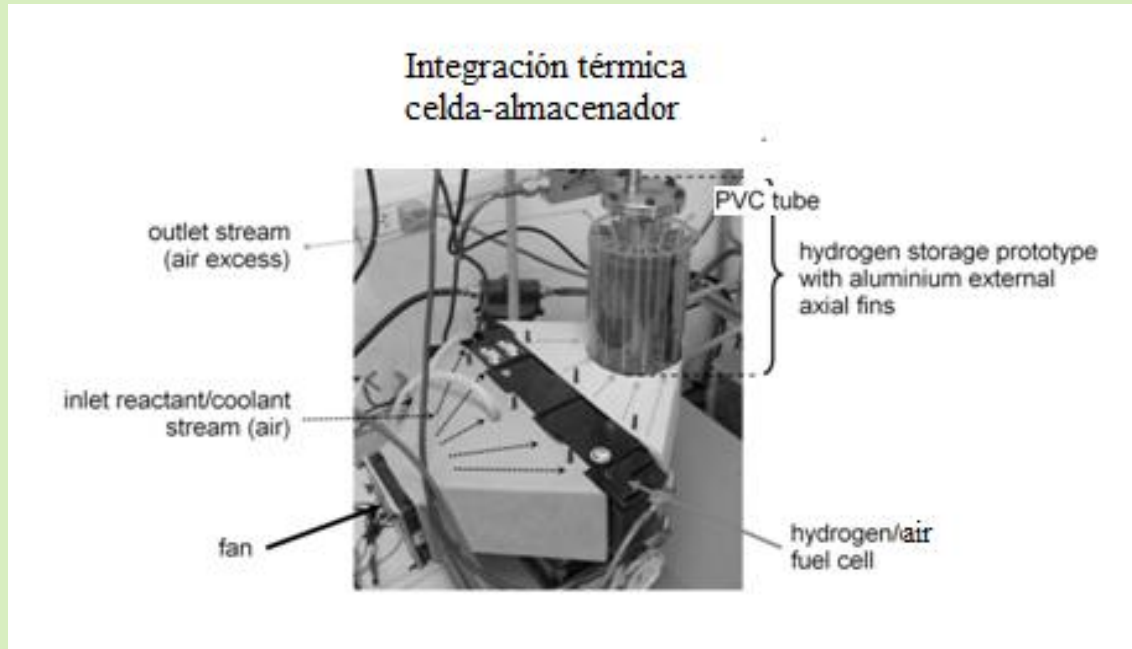 Integración térmica
celda-almacenador
PVC tube
outlet stream
(air excess)
hydrogen storage prototype
with aluminium external
axial fins
inlet reactant/coolant
stream (air)
fan
hydrogen/air
fuel cell